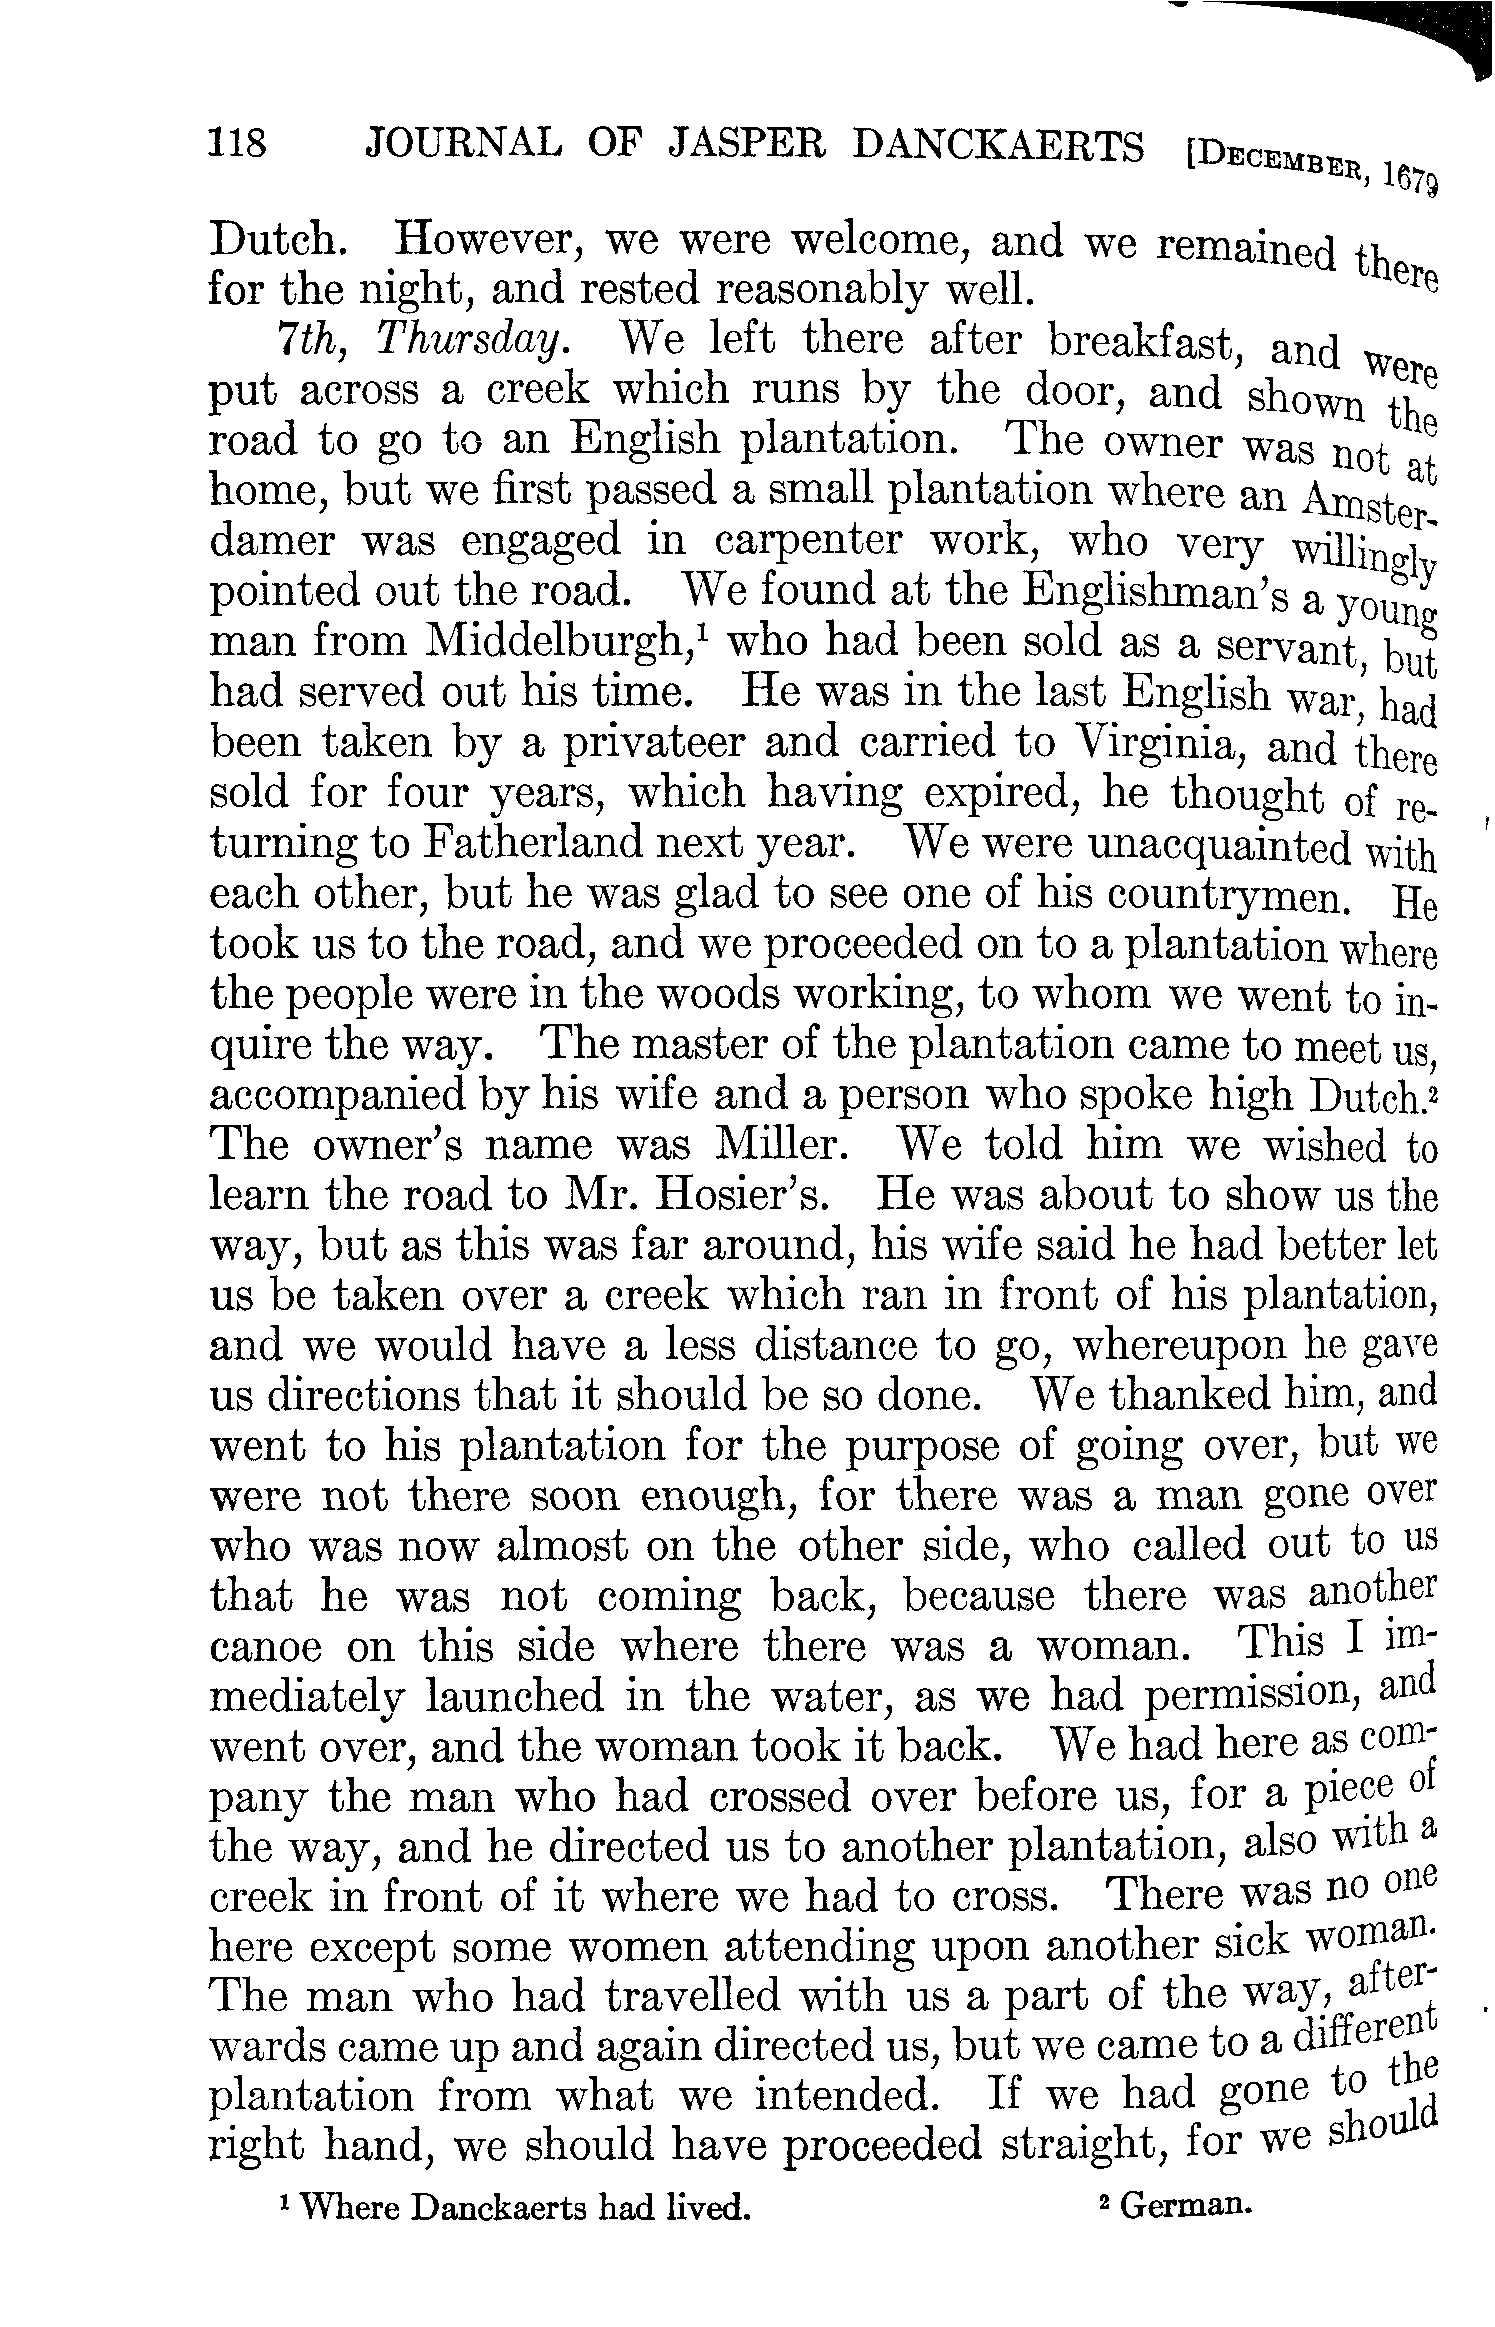 118 JOURNAL OF JASPER DANCKAERTS [DECEMBER, 1679
Dutch. However, we were welcome, and we remained there
for the night, and rested reasonably well.
7th, Thursday. We left there after breakfast, and were
put across a creek which runs by the door, and shown the
road to go to an English plantation. The owner was not at
home, but we first passed a small plantation where an Amster-
damer was engaged in carpenter work, who very willingly
pointed out the road. We found at the Englishman's a young
man from Middelburgh,¹ who had been sold as a servant, but
had served out his time. He was in the last English war, had
been taken by a privateer and carried to Virginia, and there
sold for four years, which having expired, he thought of re-
turning to Fatherland next year. We were unacquainted with
each other, but he was glad to see one of his countrymen. He
took us to the road, and we proceeded on to a plantation where
the people were in the woods working, to whom we went to in-
quire the way. The master of the plantation came to meet us,
accompanied by his wife and a person who spoke high Dutch.²
The owner's name was Miller. We told him we wished to
learn the road to Mr. Hosier's. He was about to show us the
way, but as this was far around, his wife said he had better let
us be taken over a creek which ran in front of his plantation,
and we would have a less distance to go, whereupon he gave
us directions that it should be so done. We thanked him, and
went to his plantation for the purpose of going over, but we
were not there soon enough, for there was a man gone over
who was now almost on the other side, who called out to us
that he was not coming back, because there was another
canoe on this side where there was a woman. This I im-
mediately launched in the water, as we had permission, and
went over, and the woman took it back. We had here as com-
pany the man who had crossed over before us, for a piece of
the way, and he directed us to another plantation, also with a
creek in front of it where we had to cross. There was no one
here except some women attending upon another sick woman.
The man who had travelled with us a part of the way, after-
wards came up and again directed us, but we came to a different
plantation from what we intended. If we had gone to the
right hand, we should have proceeded straight, for we should
¹ Where Danckaerts had lived. ² German.